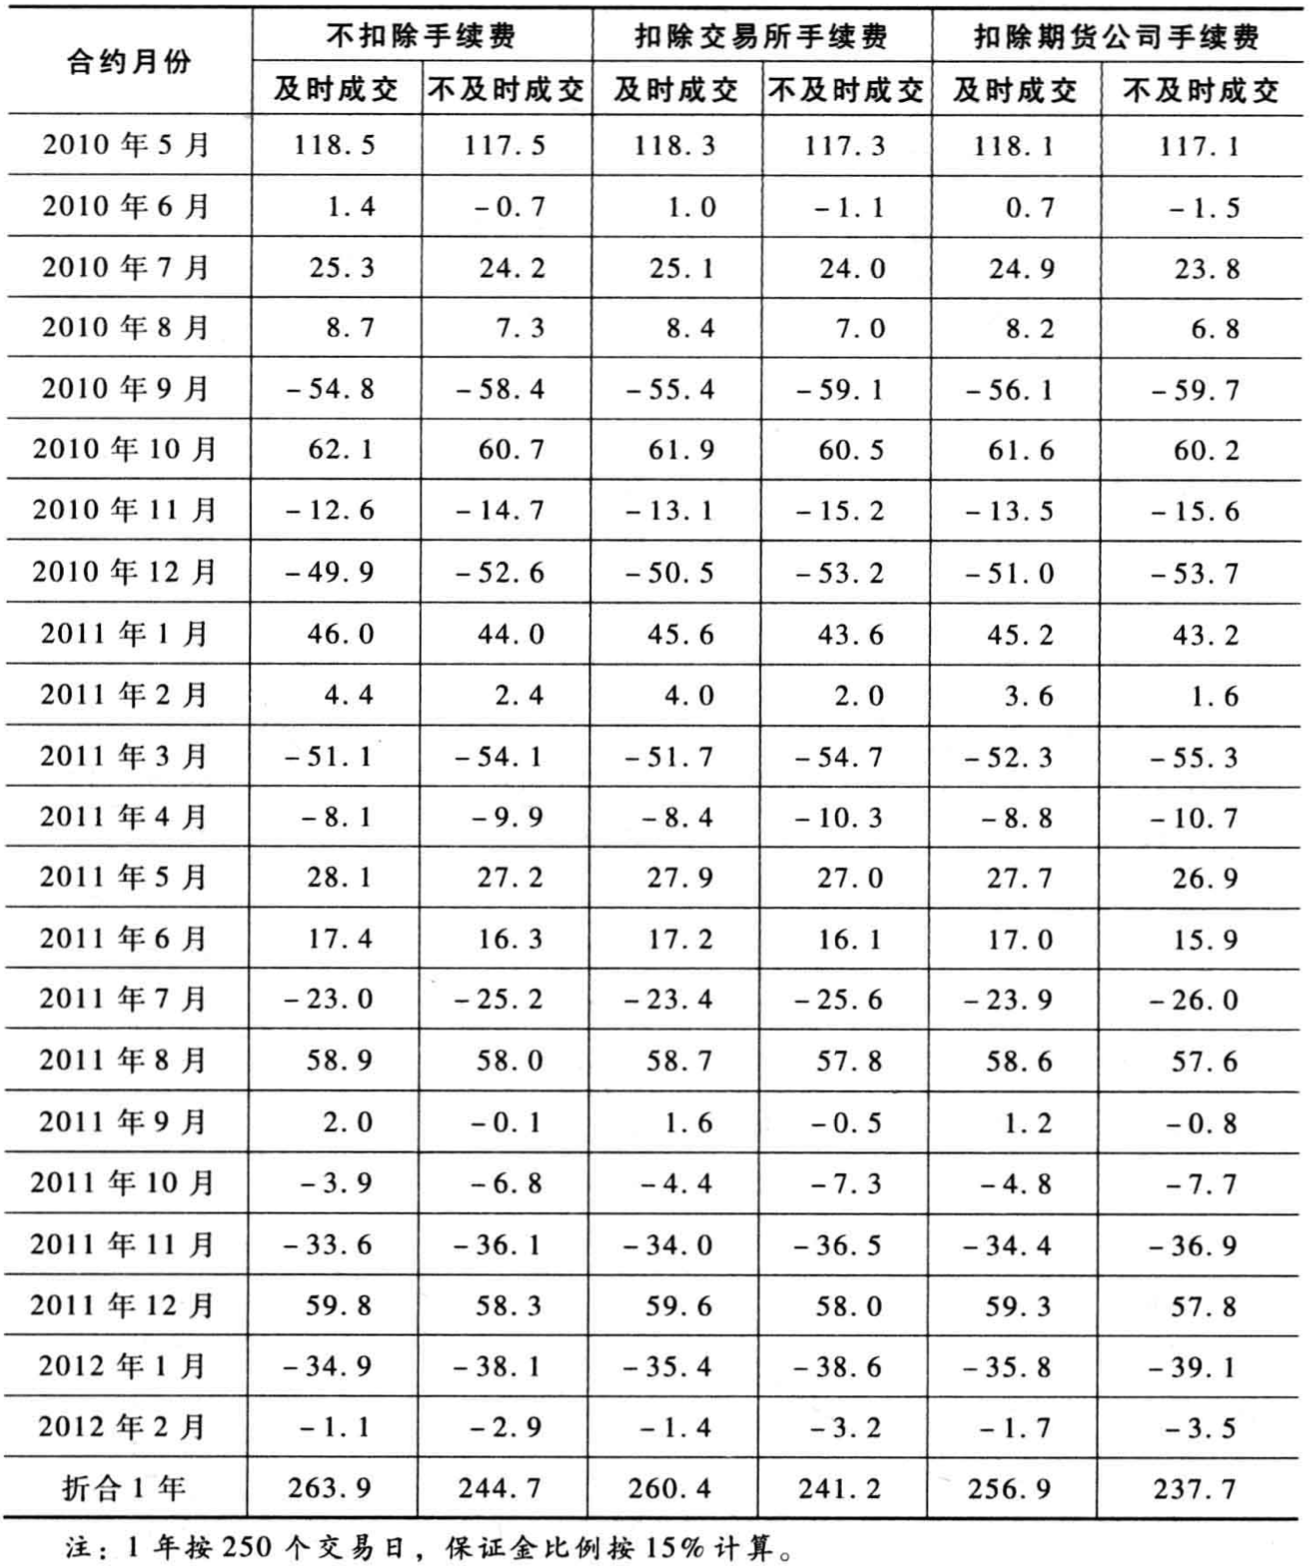 合约月份 不扣除手续费 扣除交易所手续费 扣除期货公司手续费
及时成交 不及时成交 及时成交 不及时成交 及时成交 不及时成交
2010年5月 118.5 117.5 118.3 117.3 118.1 117.1
2010年6月 1.4 -0.7 1.0 -1.1 0.7 -1.5
2010年7月 25.3 24.2 25.1 24.0 24.9 23.8
2010年8月 8.7 7.3 8.4 7.0 8.2 6.8
2010年9月 -54.8 -58.4 -55.4 -59.1 -56.1 -59.7
2010年10月 62.1 60.7 61.9 60.5 61.6 60.2
2010年11月 -12.6 -14.7 -13.1 -15.2 -13.5 -15.6
2010年12月 -49.9 -52.6 -50.5 -53.2 -51.0 -53.7
2011年1月 46.0 44.0 45.6 43.6 45.2 43.2
2011年2月 4.4 2.4 4.0 2.0 3.6 1.6
2011年3月 -51.1 -54.1 -51.7 -54.7 -52.3 -55.3
2011年4月 -8.1 -9.9 -8.4 -10.3 -8.8 -10.7
2011年5月 28.1 27.2 27.9 27.0 27.7 26.9
2011年6月 17.4 16.3 17.2 16.1 17.0 15.9
2011年7月 -23.0 -25.2 -23.4 -25.6 -23.9 -26.0
2011年8月 58.9 58.0 58.7 57.8 58.6 57.6
2011年9月 2.0 -0.1 1.6 -0.5 1.2 -0.8
2011年10月 -3.9 -6.8 -4.4 -7.3 -4.8 -7.7
2011年11月 -33.6 -36.1 -34.0 -36.5 -34.4 -36.9
2011年12月 59.8 58.3 59.6 58.0 59.3 57.8
2012年1月 -34.9 -38.1 -35.4 -38.6 -35.8 -39.1
2012年2月 -1.1 -2.9 -1.4 -3.2 -1.7 -3.5
折合1年 263.9 244.7 260.4 241.2 256.9 237.7
注：1年按250个交易日，保证金比例按15%计算。